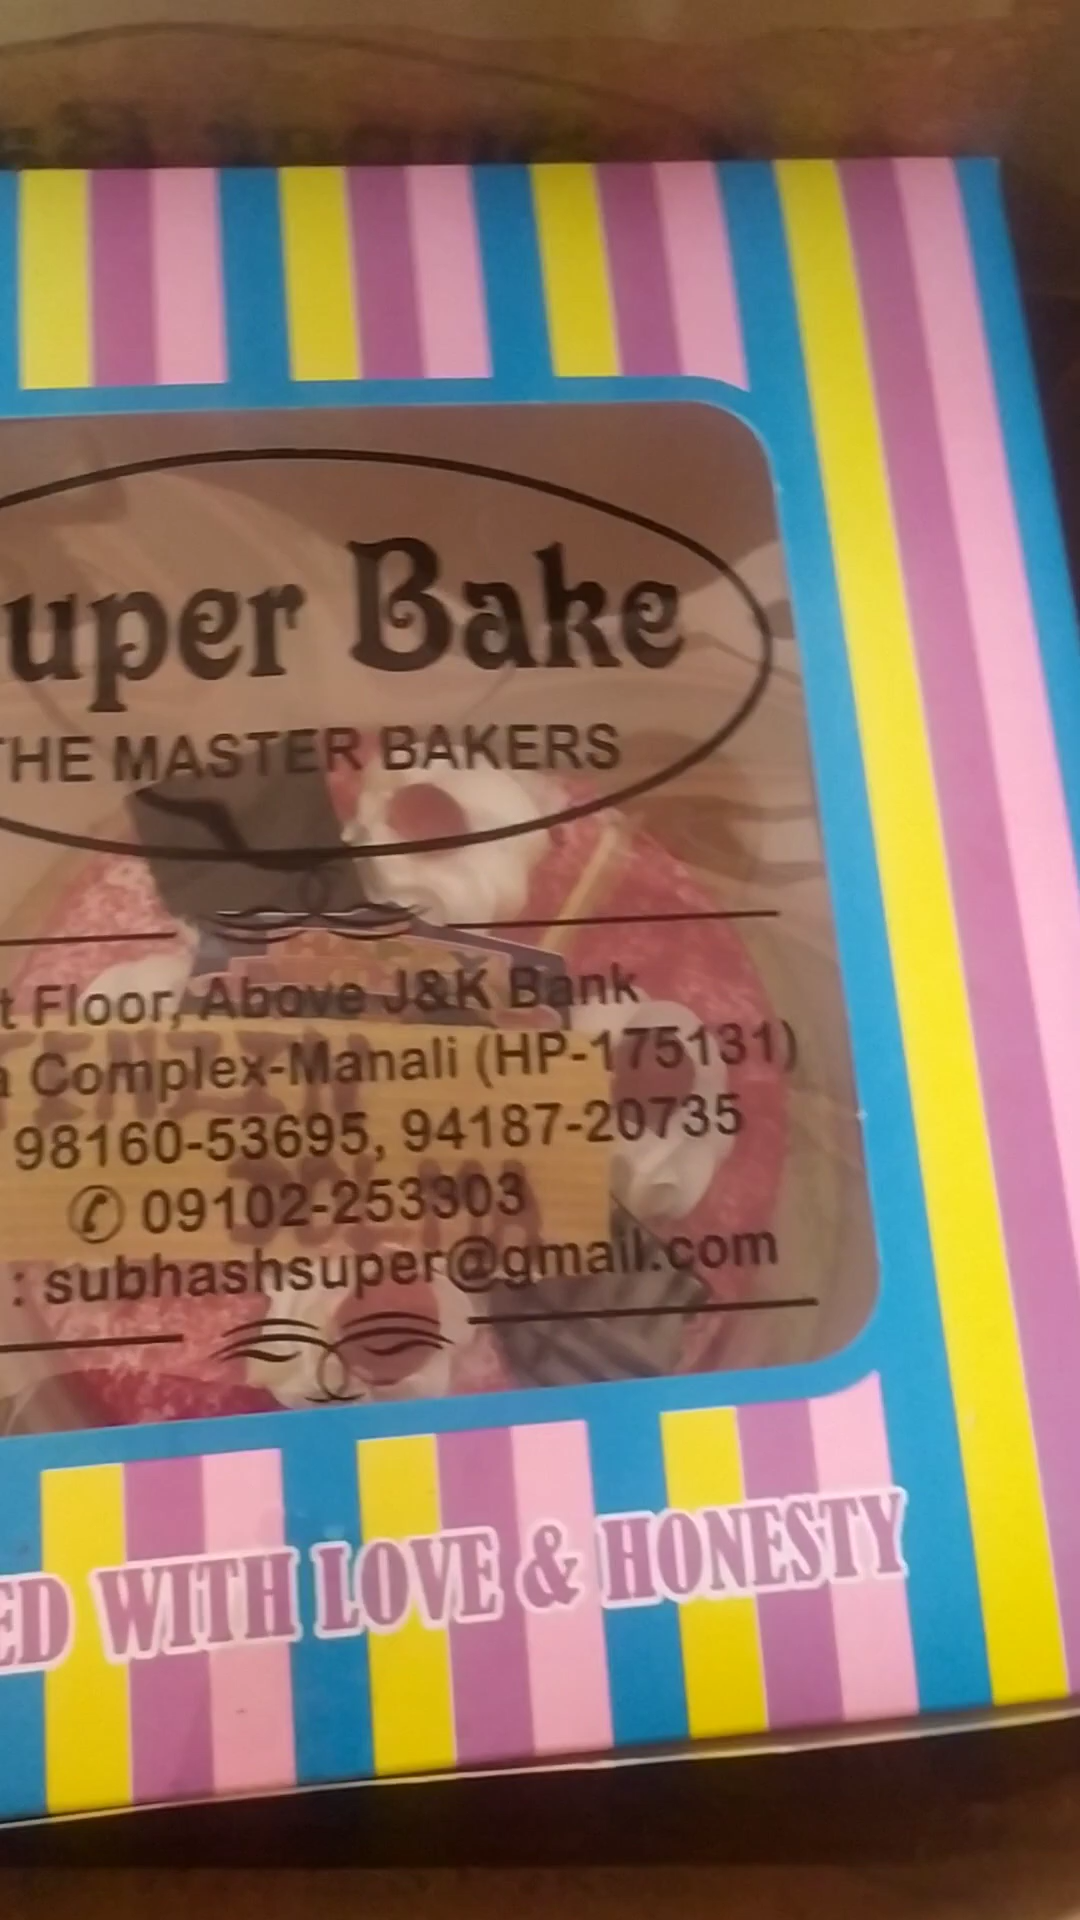 uper Bake
THE MASTER BAKERS
t Floor, Above J&K Bank
a Complex-Manali (HP-175131)
98160-53695, 94187-20735
✆ 09102-253303
: subhashsuper@gmail.com
TENZIN
ED WITH LOVE & HONESTY